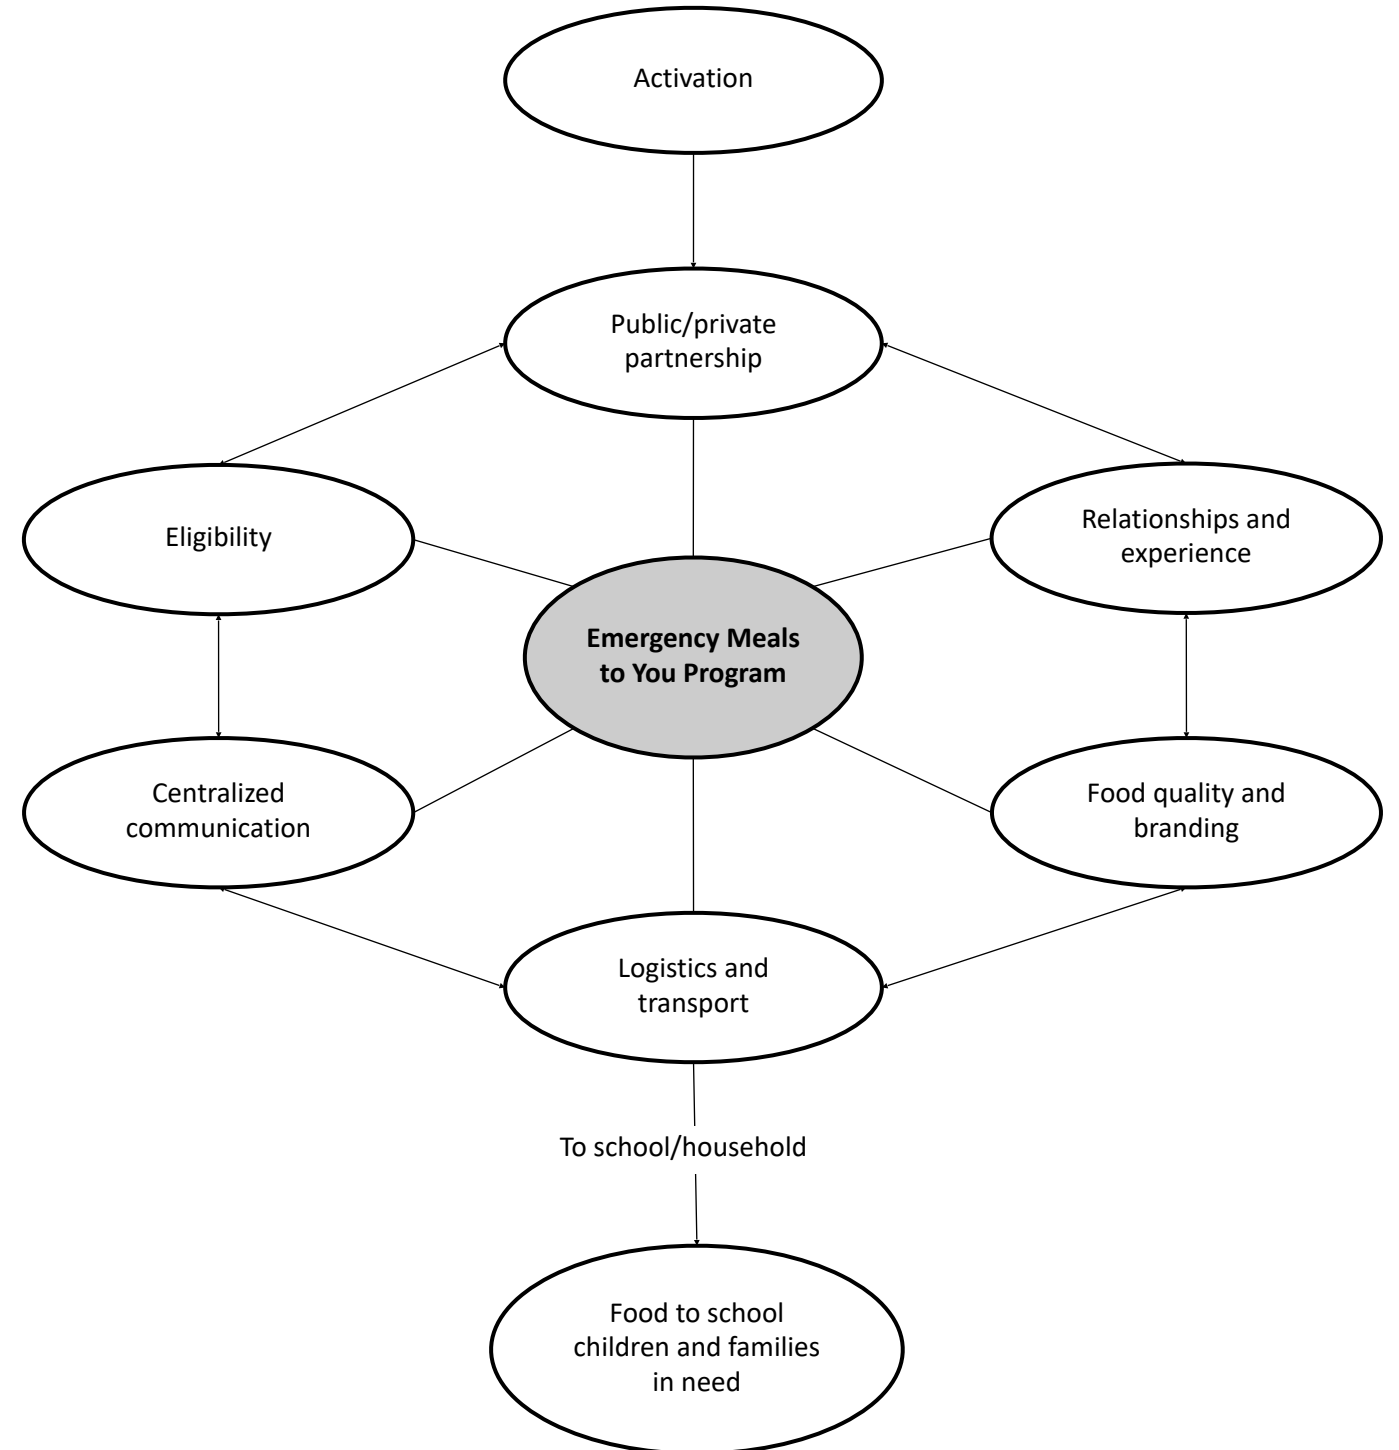 Activation
Public/private
partnership
Eligibility
Relationships and
experience
Emergency Meals
to You Program
Centralized
communication
Food quality and
branding
Logistics and
transport
To school/household
Food to school
children and families
in need